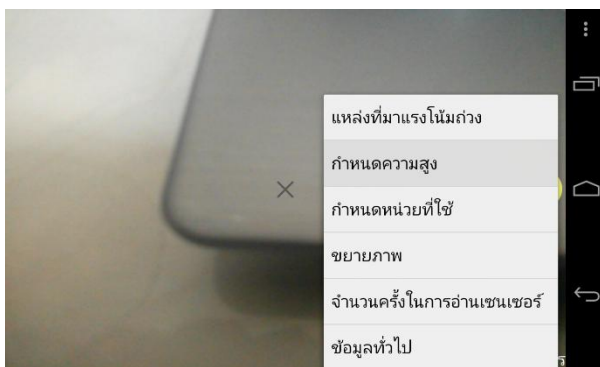 แหล่งที่มาแรงโน้มถ่วง
กำหนดความสูง
กำหนดหน่วยที่ใช้
ขยายภาพ
จำนวนครั้งในการอ่านเซนเซอร์
ข้อมูลทั่วไป